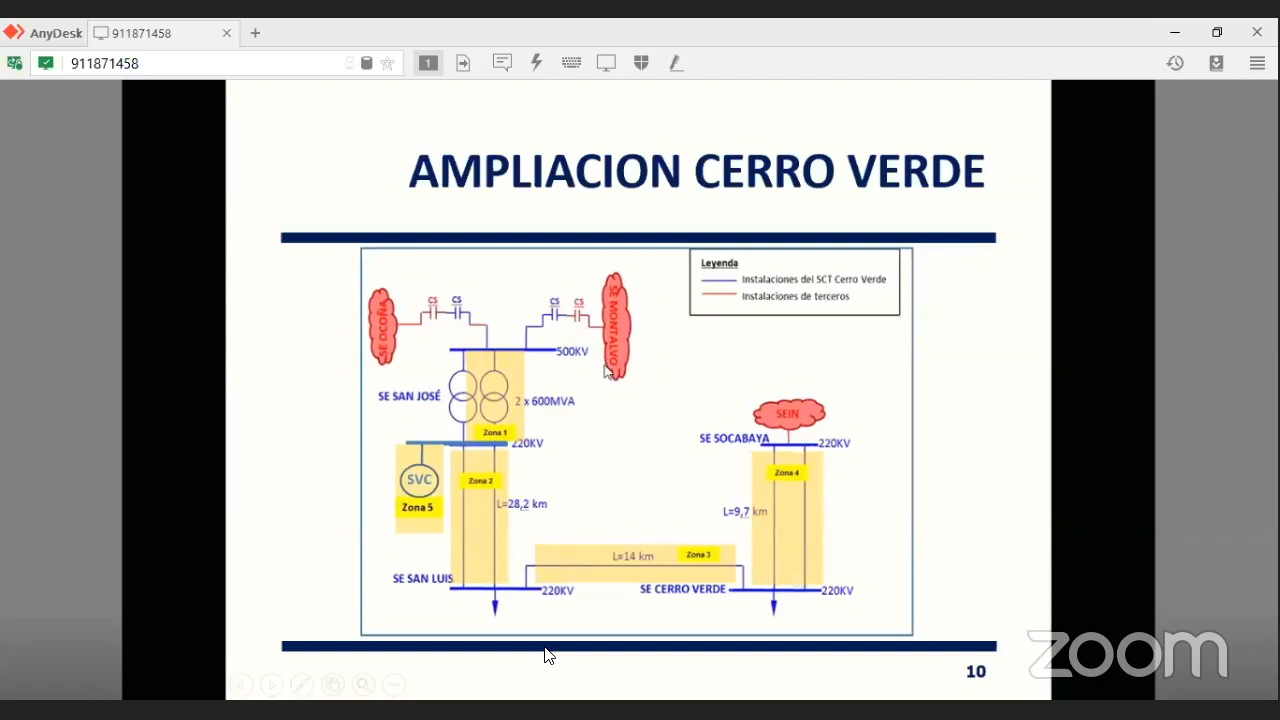 AnyDesk
911871458
911871458
1
AMPLIACION CERRO VERDE
Leyenda
Instalaciones del SCT Cerro Verde
Instalaciones de terceros
CS CS
CS CS
SE OCOÑA
SE MONTALVO
500KV
SE SAN JOSÉ
2 x 600MVA
Zona 1
220KV
SEIN
SE SOCABAYA
220KV
SVC
Zona 5
Zona 2
L=28,2 km
Zona 4
L=9,7 km
L=14 km
Zona 3
SE SAN LUIS
220KV
SE CERRO VERDE
220KV
zoom
10